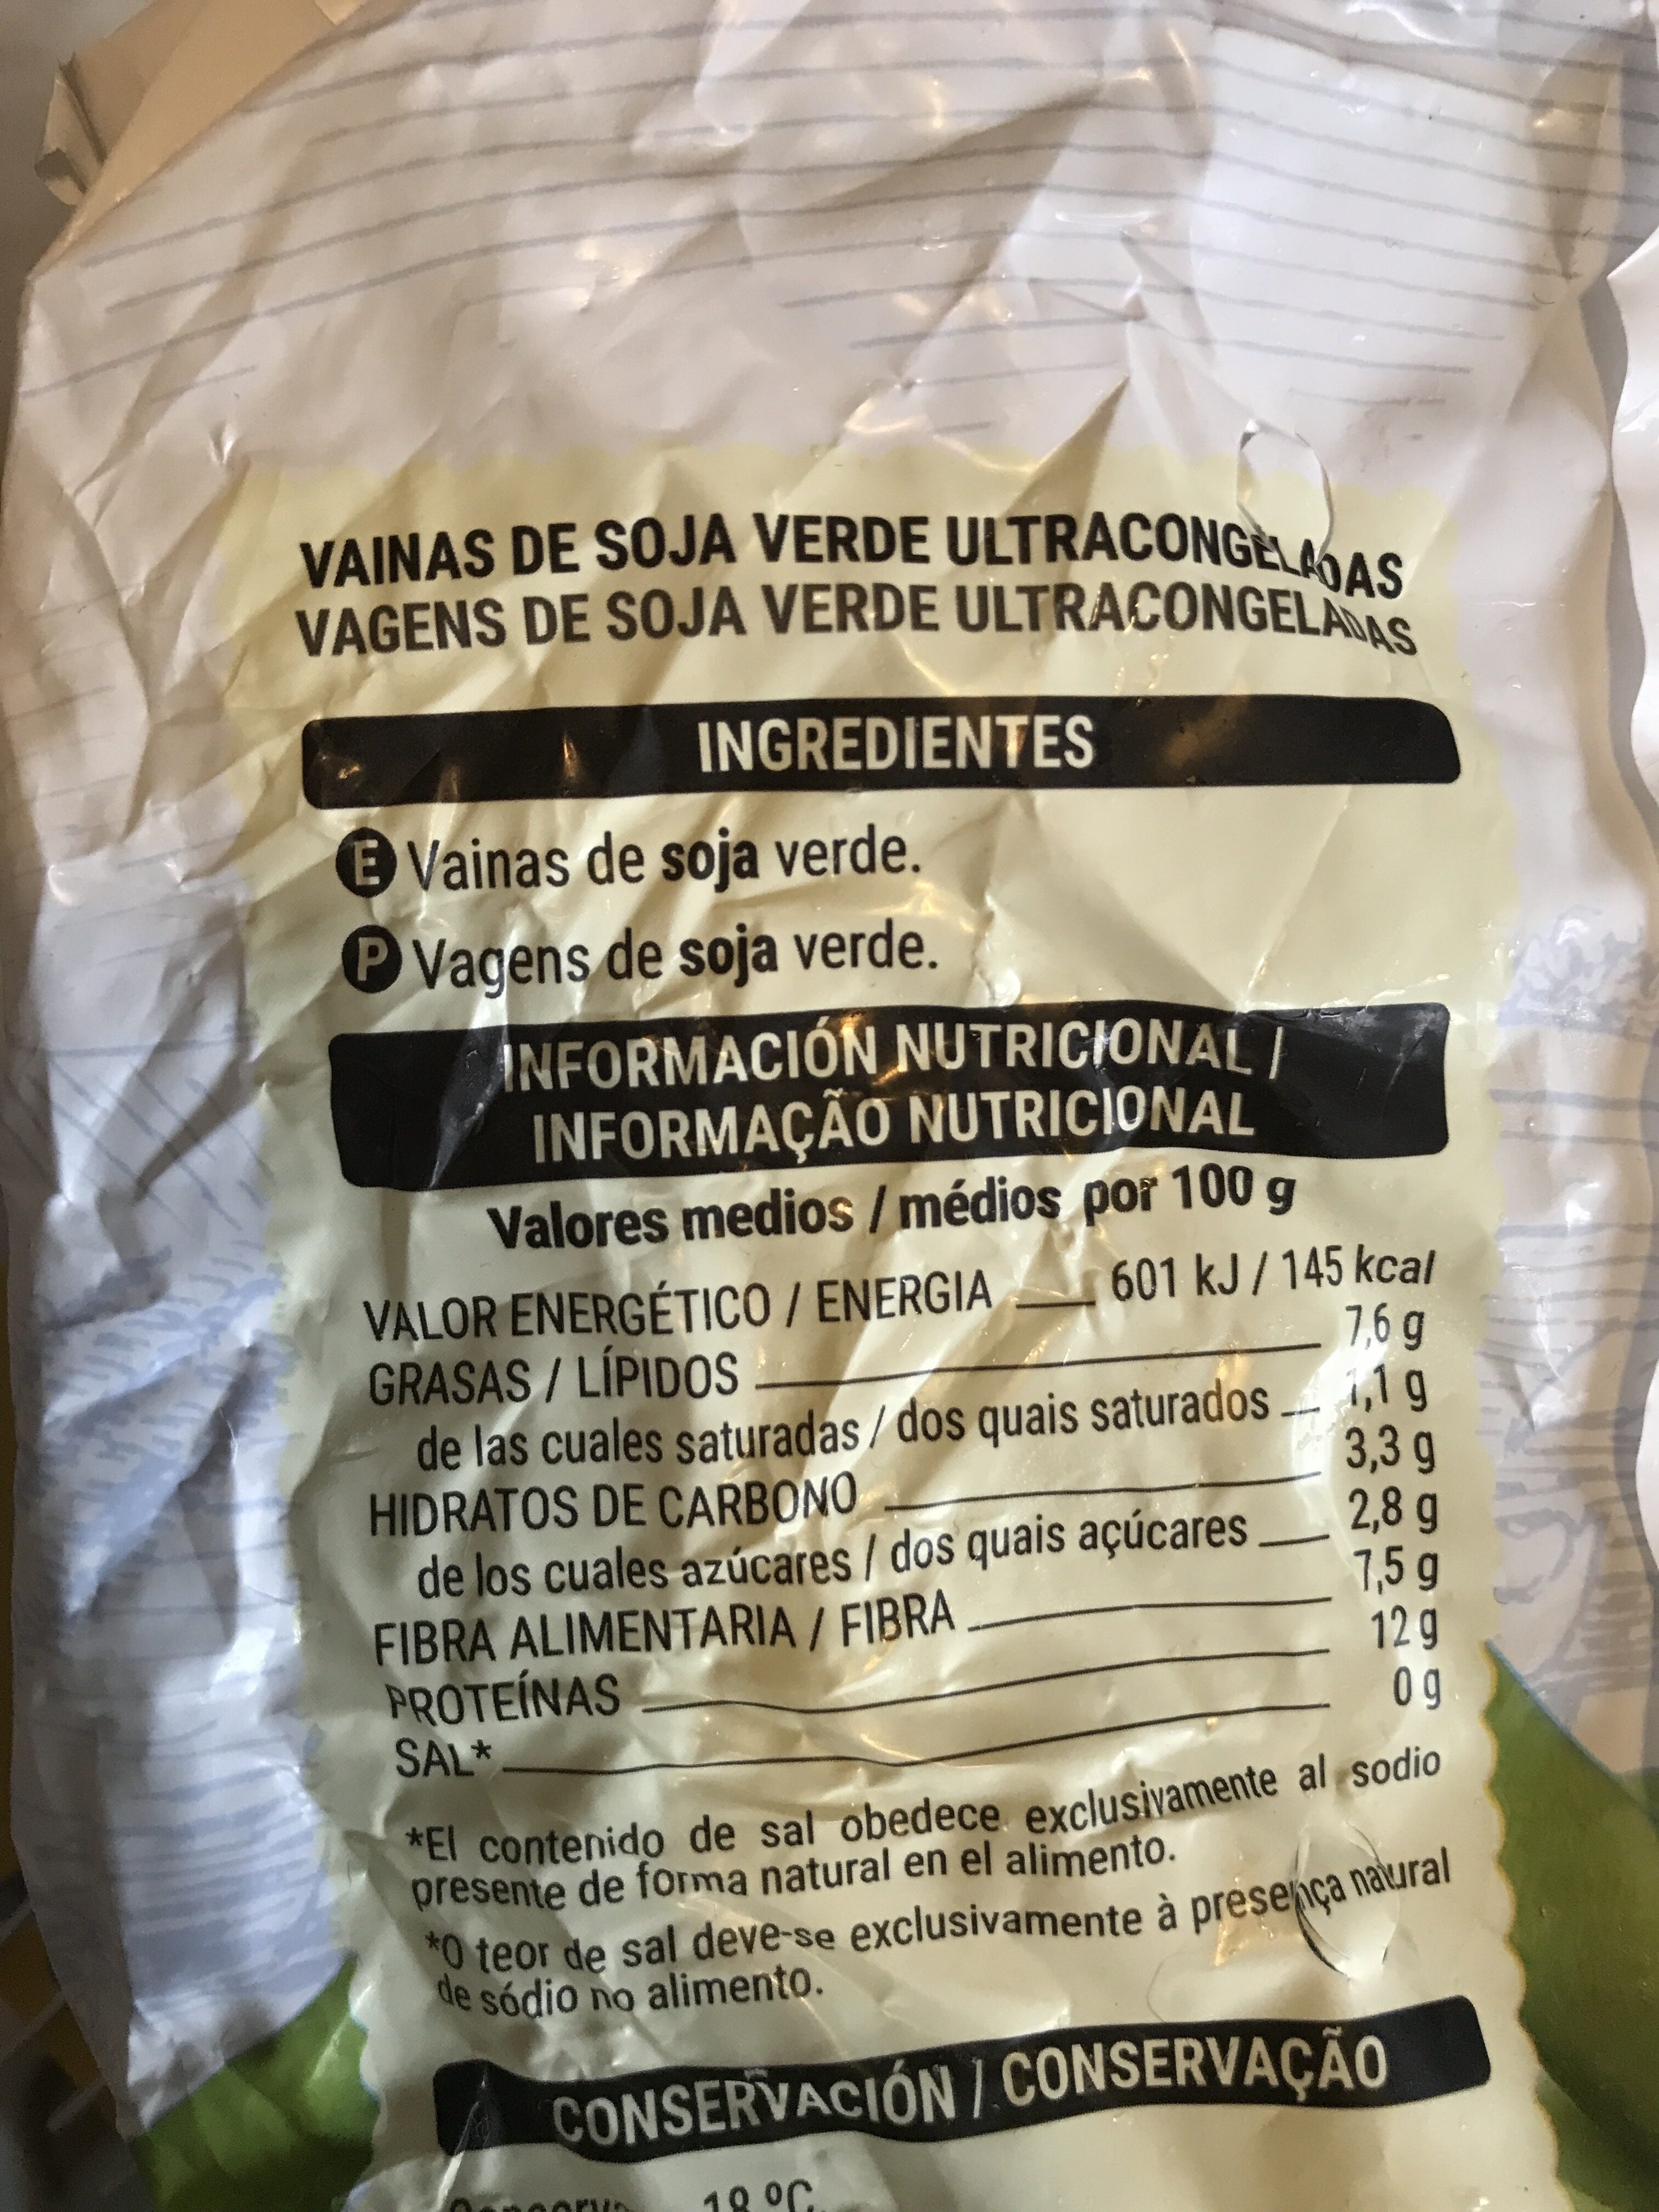 VAINAS DE SOJA VERDE ULTRACONGELADAS
VAGENS DE SOJA VERDE ULTRACONGELADAS
INGREDIENTES
E Vainas de soja verde.
P Vagens de soja verde.
INFORMACIÓN NUTRICIONAL /
INFORMAÇÃO NUTRICIONAL
Valores medios / médios por 100 g
VALOR ENERGÉTICO / ENERGIA 601 kJ / 145 kcal
GRASAS / LÍPIDOS 7,6 g
de las cuales saturadas / dos quais saturados 1,1 g
HIDRATOS DE CARBONO 3,3 g
de los cuales azúcares / dos quais açúcares 2,8 g
FIBRA ALIMENTARIA / FIBRA 7,5 g
PROTEÍNAS 12 g
SAL* 0 g
*El contenido de sal obedece exclusivamente al sodio
presente de forma natural en el alimento.
*O teor de sal deve-se exclusivamente à presença natural
de sódio no alimento.
CONSERVACIÓN / CONSERVAÇÃO
18 ºC